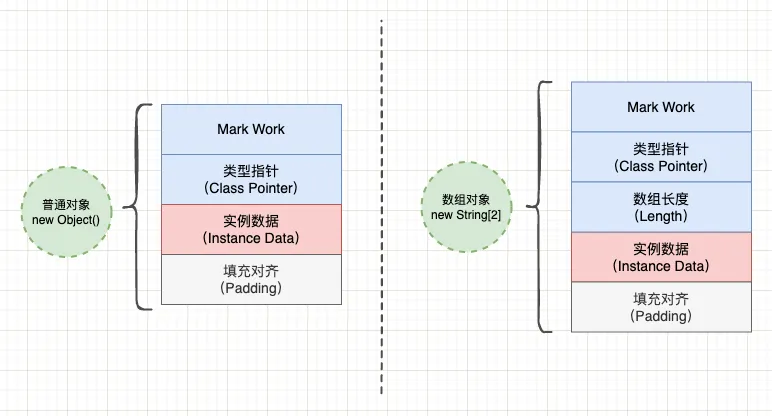 普通对象
new Object()
Mark Work
类型指针
(Class Pointer)
实例数据
(Instance Data)
填充对齐
(Padding)
数组对象
new String[2]
Mark Work
类型指针
(Class Pointer)
数组长度
(Length)
实例数据
(Instance Data)
填充对齐
(Padding)